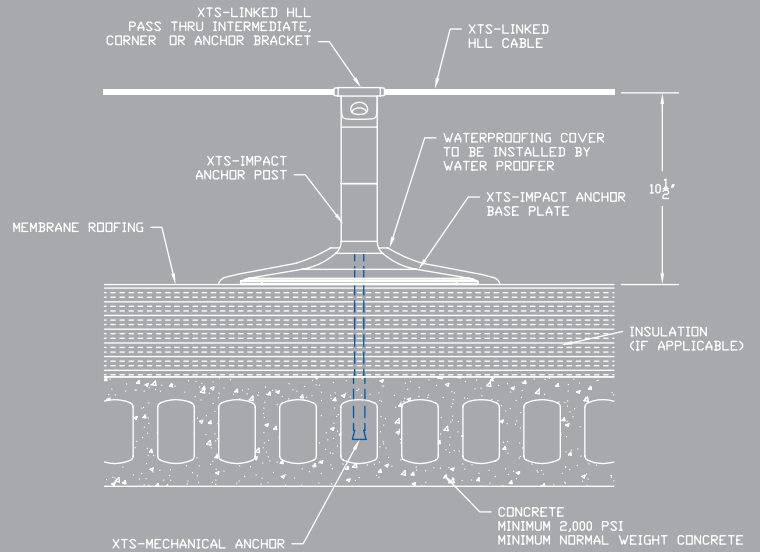 XTS-LINKED HLL
PASS THRU INTERMEDIATE,
CORNER OR ANCHOR BRACKET
XTS-LINKED
HLL CABLE
WATERPROOFING COVER
TO BE INSTALLED BY
WATER PROOFER
XTS-IMPACT
ANCHOR POST
10½"
XTS-IMPACT ANCHOR
BASE PLATE
MEMBRANE ROOFING
INSULATION
(IF APPLICABLE)
CONCRETE
MINIMUM 2,000 PSI
MINIMUM NORMAL WEIGHT CONCRETE
XTS-MECHANICAL ANCHOR